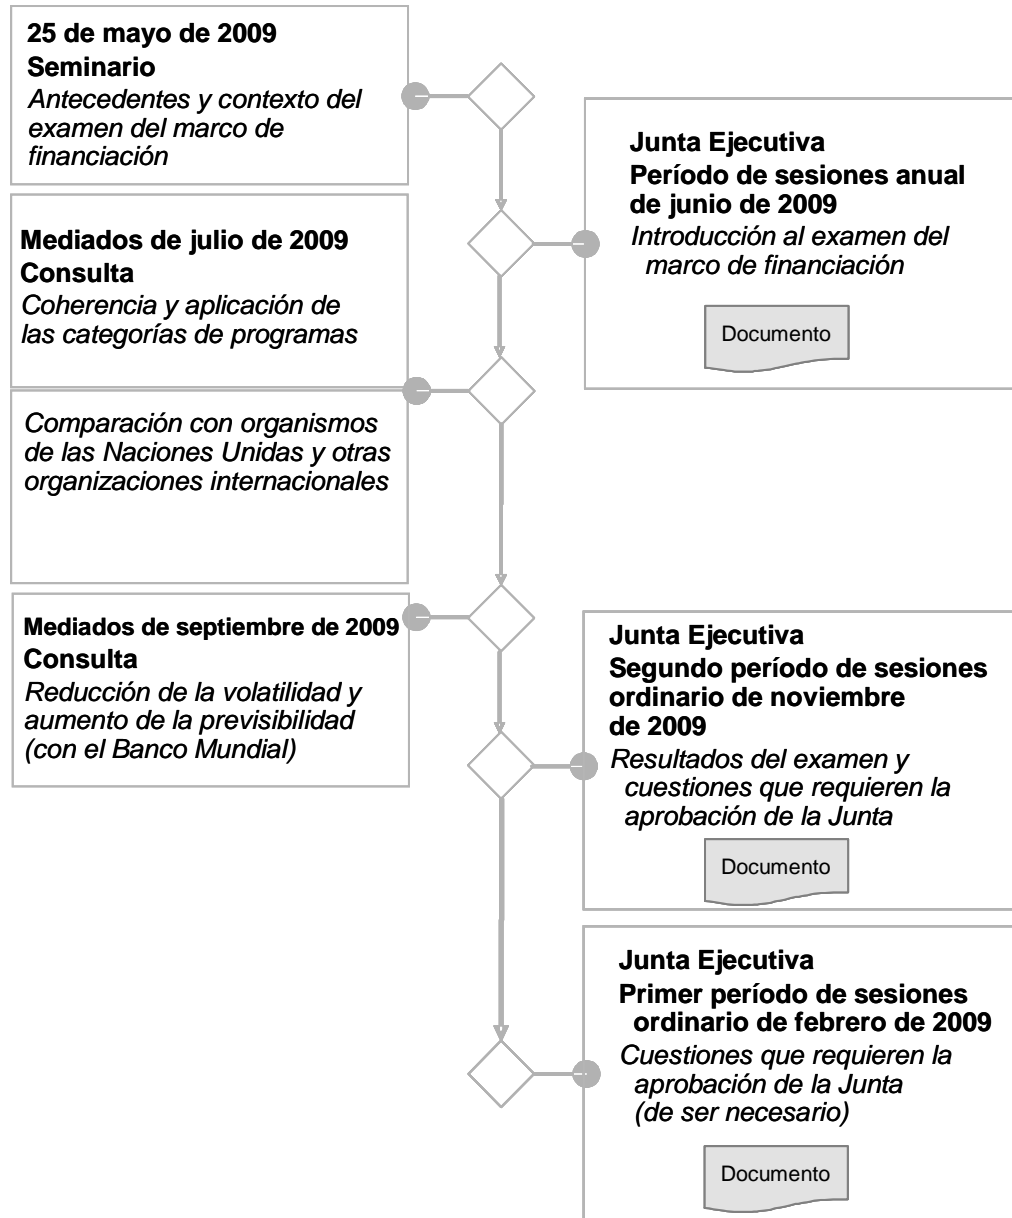 25 de mayo de 2009
Seminario
Antecedentes y contexto del
examen del marco de
financiación
Junta Ejecutiva
Período de sesiones anual
de junio de 2009
Introducción al examen del
marco de financiación
Documento
Mediados de julio de 2009
Consulta
Coherencia y aplicación de
las categorías de programas
Comparación con organismos
de las Naciones Unidas y otras
organizaciones internacionales
Mediados de septiembre de 2009
Consulta
Reducción de la volatilidad y
aumento de la previsibilidad
(con el Banco Mundial)
Junta Ejecutiva
Segundo período de sesiones
ordinario de noviembre
de 2009
Resultados del examen y
cuestiones que requieren la
aprobación de la Junta
Documento
Junta Ejecutiva
Primer período de sesiones
ordinario de febrero de 2009
Cuestiones que requieren la
aprobación de la Junta
(de ser necesario)
Documento